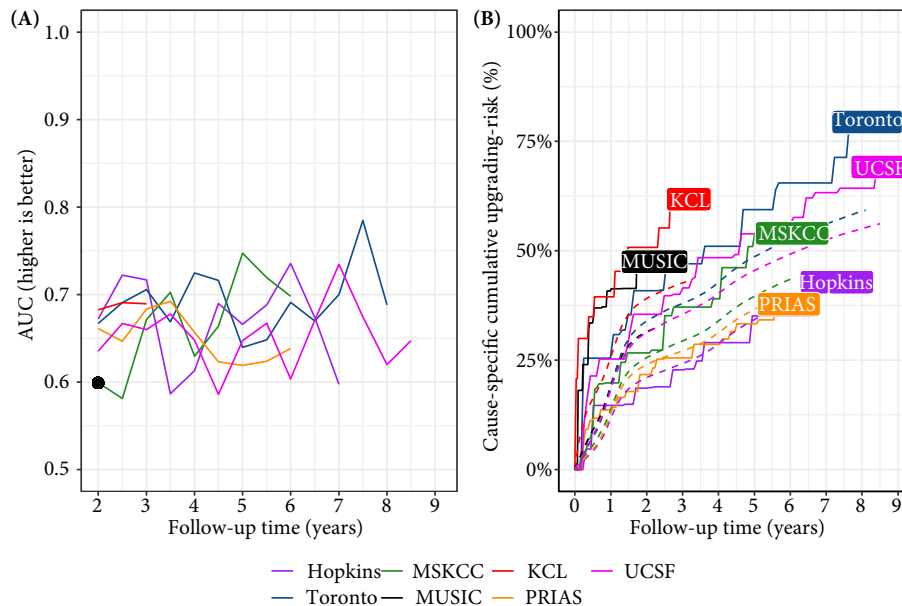 (A)
AUC (higher is better)
1.0
0.9
0.8
0.7
0.6
0.5
2 3 4 5 6 7 8 9
Follow-up time (years)
(B)
Cause-specific cumulative upgrading-risk (%)
100%
75%
50%
25%
0%
Toronto
UCSF
KCL
MSKCC
MUSIC
Hopkins
PRIAS
0 1 2 3 4 5 6 7 8 9
Follow-up time (years)
Hopkins MSKCC KCL UCSF
Toronto MUSIC PRIAS